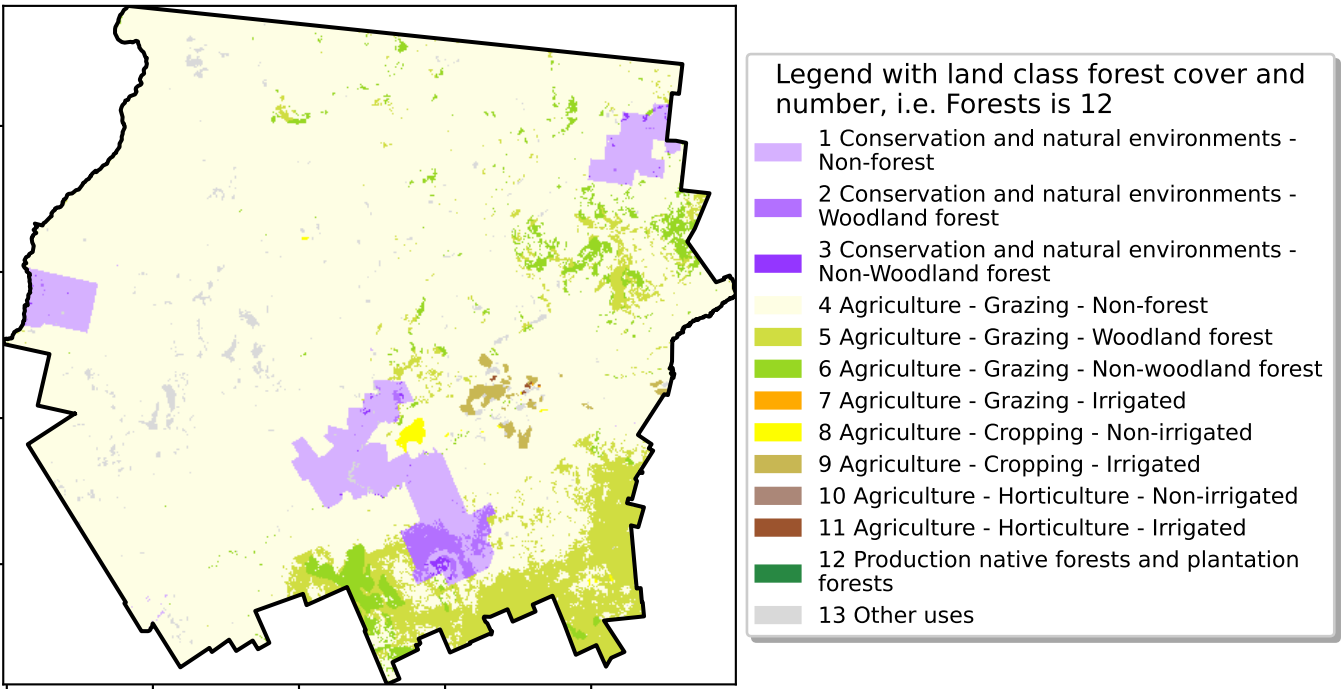 Legend with land class forest cover and
number, i.e. Forests is 12
1 Conservation and natural environments -
Non-forest
2 Conservation and natural environments -
Woodland forest
3 Conservation and natural environments -
Non-Woodland forest
4 Agriculture - Grazing - Non-forest
5 Agriculture - Grazing - Woodland forest
6 Agriculture - Grazing - Non-woodland forest
7 Agriculture - Grazing - Irrigated
8 Agriculture - Cropping - Non-irrigated
9 Agriculture - Cropping - Irrigated
10 Agriculture - Horticulture - Non-irrigated
11 Agriculture - Horticulture - Irrigated
12 Production native forests and plantation
forests
13 Other uses